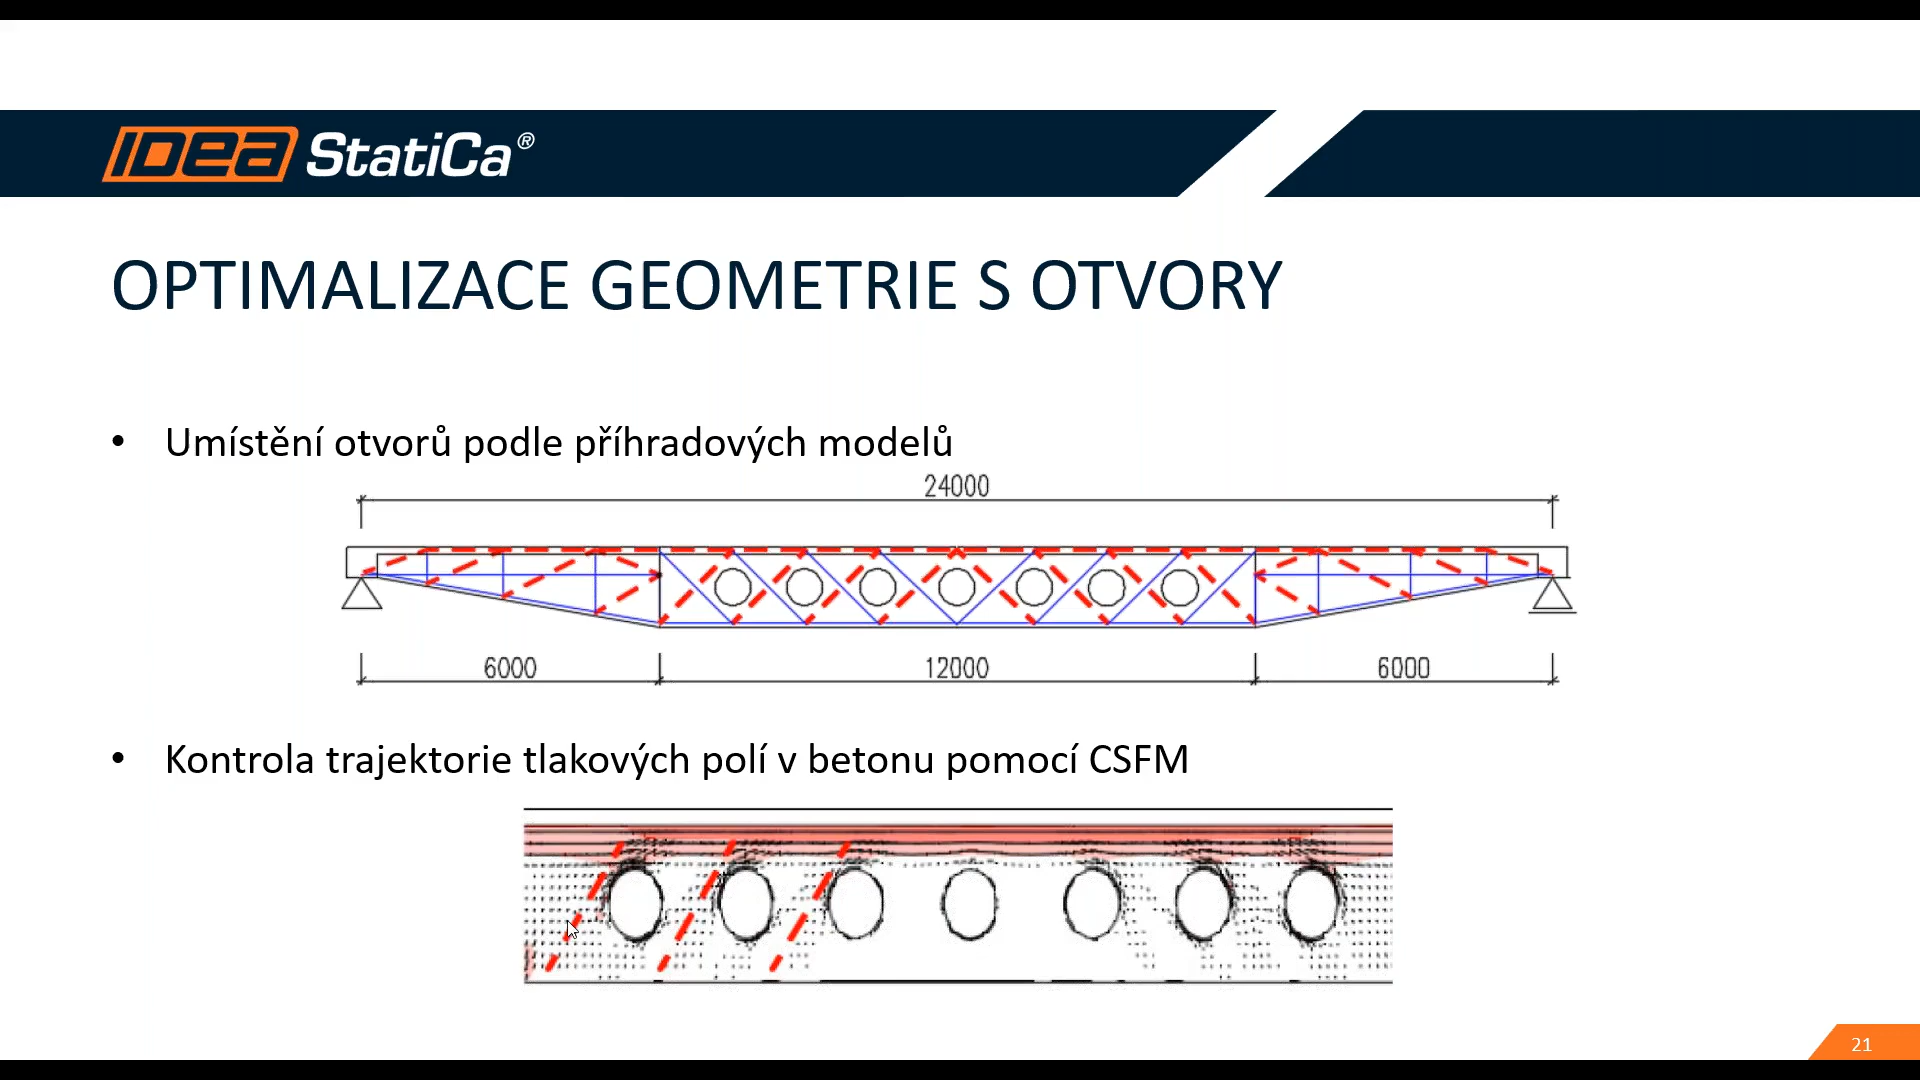 IDEA StatiCa®
OPTIMALIZACE GEOMETRIE S OTVORY
• Umístění otvorů podle příhradových modelů
24000
6000 12000 6000
• Kontrola trajektorie tlakových polí v betonu pomocí CSFM
21